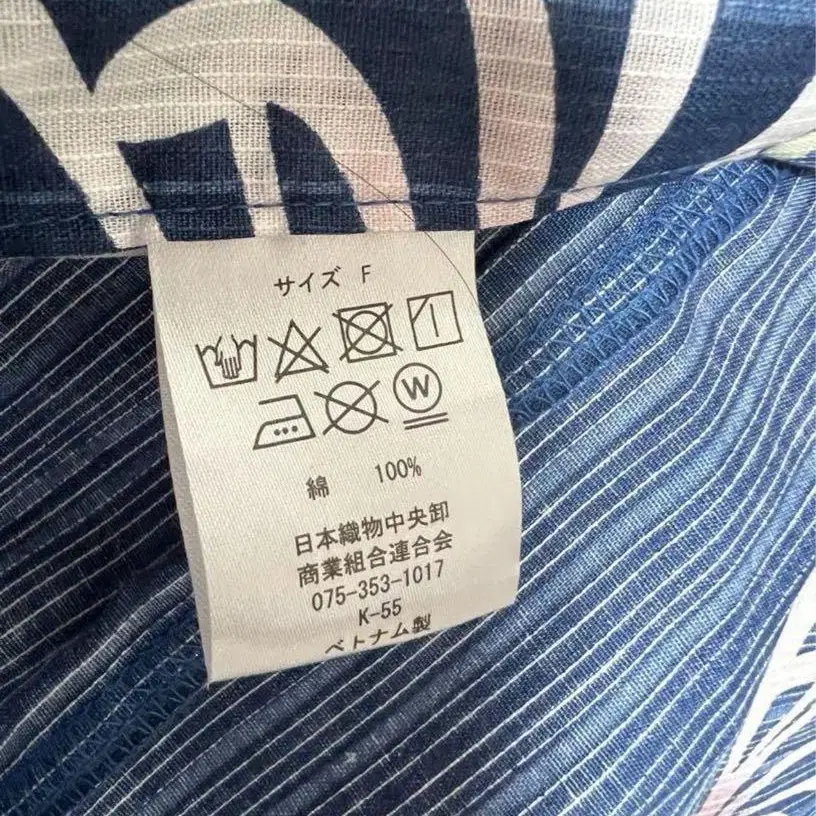 サイズ F
W
綿 100%
日本織物中央卸
商業組合連合会
075-353-1017
K-55
ベトナム製